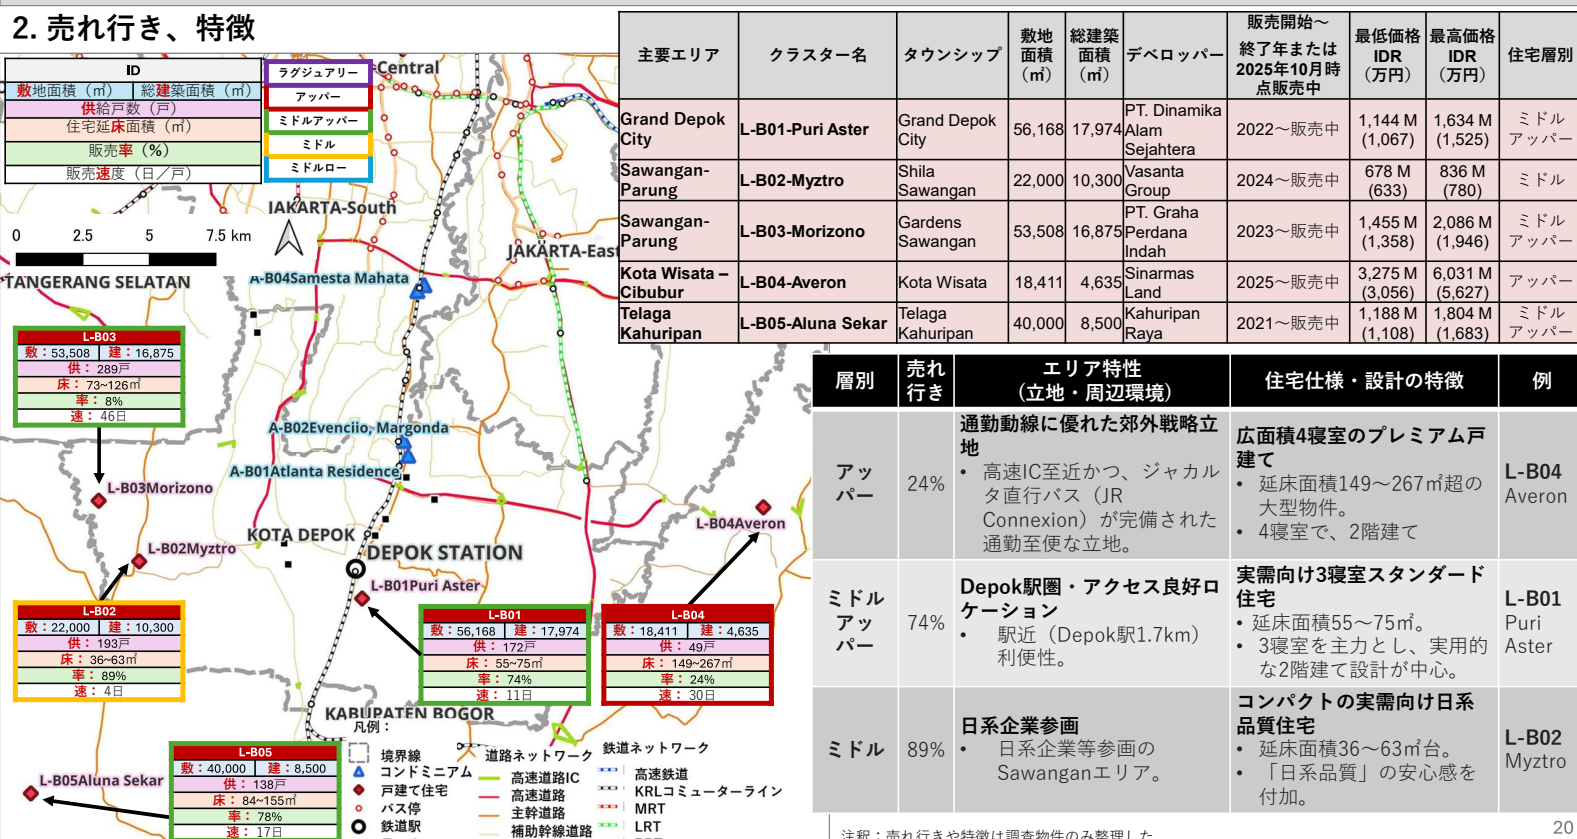 2. 売れ行き、特徴
ID
敷地面積（㎡） 総建築面積（㎡）
供給戸数（戸）
住宅延床面積（㎡）
販売率（%）
販売速度（日／戸）
ラグジュアリー
アッパー
ミドルアッパー
ミドル
ミドルロー
-Central
JAKARTA-South
0 2.5 5 7.5 km
JAKARTA-East
TANGERANG SELATAN
A-B04Samesta Mahata
L-B03
敷：53,508 建：16,875
供：289戸
床：73~126㎡
率：8%
速：46日
A-B02Evenciio, Margonda
A-B01Atlanta Residence
L-B03Morizono
L-B04Averon
KOTA DEPOK
L-B02Myztro
DEPOK STATION
L-B01Puri Aster
L-B02
敷：22,000 建：10,300
供：193戸
床：36~63㎡
率：89%
速：4日
L-B01
敷：56,168 建：17,974
供：172戸
床：55~75㎡
率：74%
速：11日
L-B04
敷：18,411 建：4,635
供：49戸
床：149~267㎡
率：24%
速：30日
KABUPATEN BOGOR
L-B05Aluna Sekar
L-B05
敷：40,000 建：8,500
供：138戸
床：84~155㎡
率：78%
速：17日
凡例：
境界線
コンドミニアム
戸建て住宅
バス停
鉄道駅
道路ネットワーク
高速道路IC
高速道路
主幹道路
補助幹線道路
鉄道ネットワーク
高速鉄道
KRLコミューターライン
MRT
LRT
主要エリア クラスター名 タウンシップ 敷地面積（㎡） 総建築面積（㎡） デベロッパー 販売開始～終了年または2025年10月時点販売中 最低価格IDR（万円） 最高価格IDR（万円） 住宅層別
Grand Depok City L-B01-Puri Aster Grand Depok City 56,168 17,974 PT. Dinamika Alam Sejahtera 2022～販売中 1,144 M (1,067) 1,634 M (1,525) ミドルアッパー
Sawangan-Parung L-B02-Myztro Shila Sawangan 22,000 10,300 Vasanta Group 2024～販売中 678 M (633) 836 M (780) ミドル
Sawangan-Parung L-B03-Morizono Gardens Sawangan 53,508 16,875 PT. Graha Perdana Indah 2023～販売中 1,455 M (1,358) 2,086 M (1,946) ミドルアッパー
Kota Wisata – Cibubur L-B04-Averon Kota Wisata 18,411 4,635 Sinarmas Land 2025～販売中 3,275 M (3,056) 6,031 M (5,627) アッパー
Telaga Kahuripan L-B05-Aluna Sekar Telaga Kahuripan 40,000 8,500 Kahuripan Raya 2021～販売中 1,188 M (1,108) 1,804 M (1,683) ミドルアッパー
層別 売れ行き エリア特性（立地・周辺環境） 住宅仕様・設計の特徴 例
アッパー 24%
通勤動線に優れた郊外戦略立地
• 高速IC至近かつ、ジャカルタ直行バス（JR Connexion）が完備された通勤至便な立地。
広面積4寝室のプレミアム戸建て
• 延床面積149～267㎡超の大型物件。
• 4寝室で、2階建て
L-B04 Averon
ミドルアッパー 74%
Depok駅圏・アクセス良好ロケーション
• 駅近（Depok駅1.7km）利便性。
実需向け3寝室スタンダード住宅
• 延床面積55～75㎡。
• 3寝室を主力とし、実用的な2階建て設計が中心。
L-B01 Puri Aster
ミドル 89%
日系企業参画
• 日系企業等参画のSawanganエリア。
コンパクトの実需向け日系品質住宅
• 延床面積36～63㎡台。
• 「日系品質」の安心感を付加。
L-B02 Myztro
注釈：売れ行きや特徴は調査物件のみ整理した
20